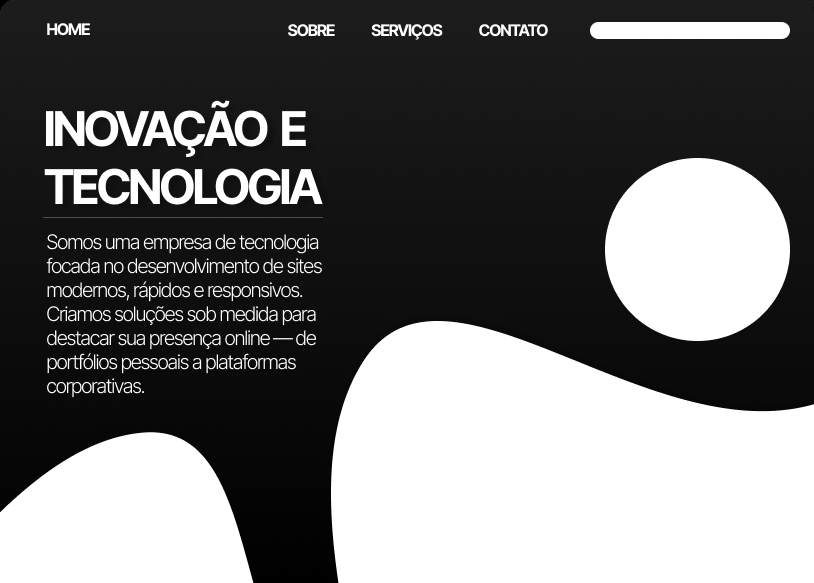 HOME SOBRE SERVIÇOS CONTATO
INOVAÇÃO E
TECNOLOGIA
Somos uma empresa de tecnologia
focada no desenvolvimento de sites
modernos, rápidos e responsivos.
Criamos soluções sob medida para
destacar sua presença online — de
portfólios pessoais a plataformas
corporativas.